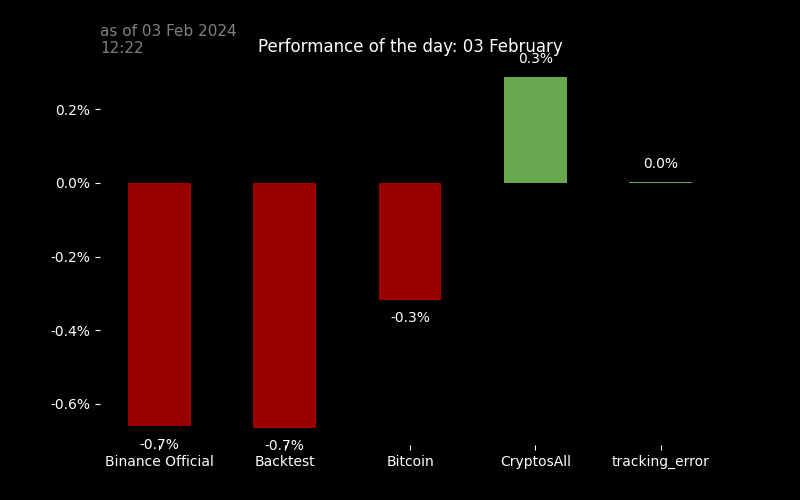 as of 03 Feb 2024
12:22
Performance of the day: 03 February
0.3%
0.2%
0.0%
0.0%
-0.2%
-0.3%
-0.4%
-0.6%
-0.7%
-0.7%
Binance Official
Backtest
Bitcoin
CryptosAll
tracking_error